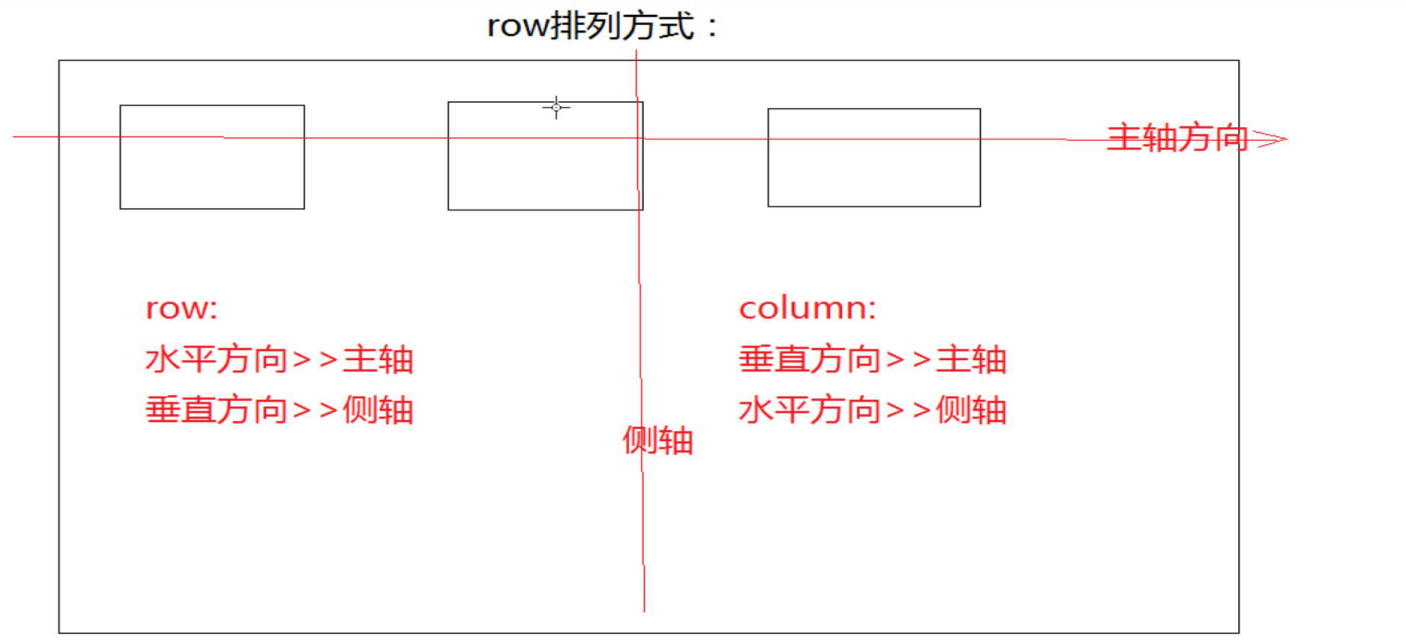 row排列方式：
主轴方向
row:
水平方向>>主轴
垂直方向>>侧轴
column:
垂直方向>>主轴
水平方向>>侧轴
侧轴